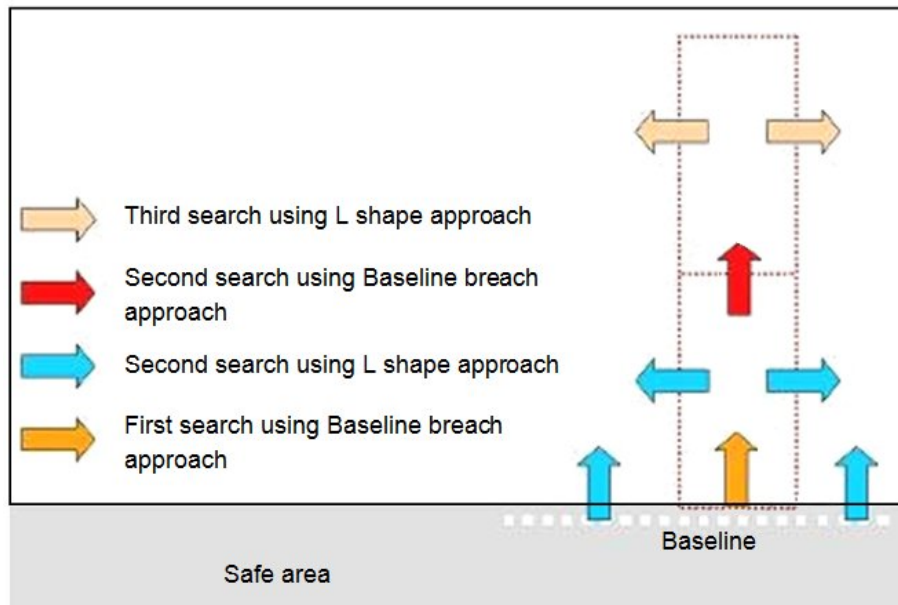 Third search using L shape approach
Second search using Baseline breach
approach
Second search using L shape approach
First search using Baseline breach
approach
Baseline
Safe area